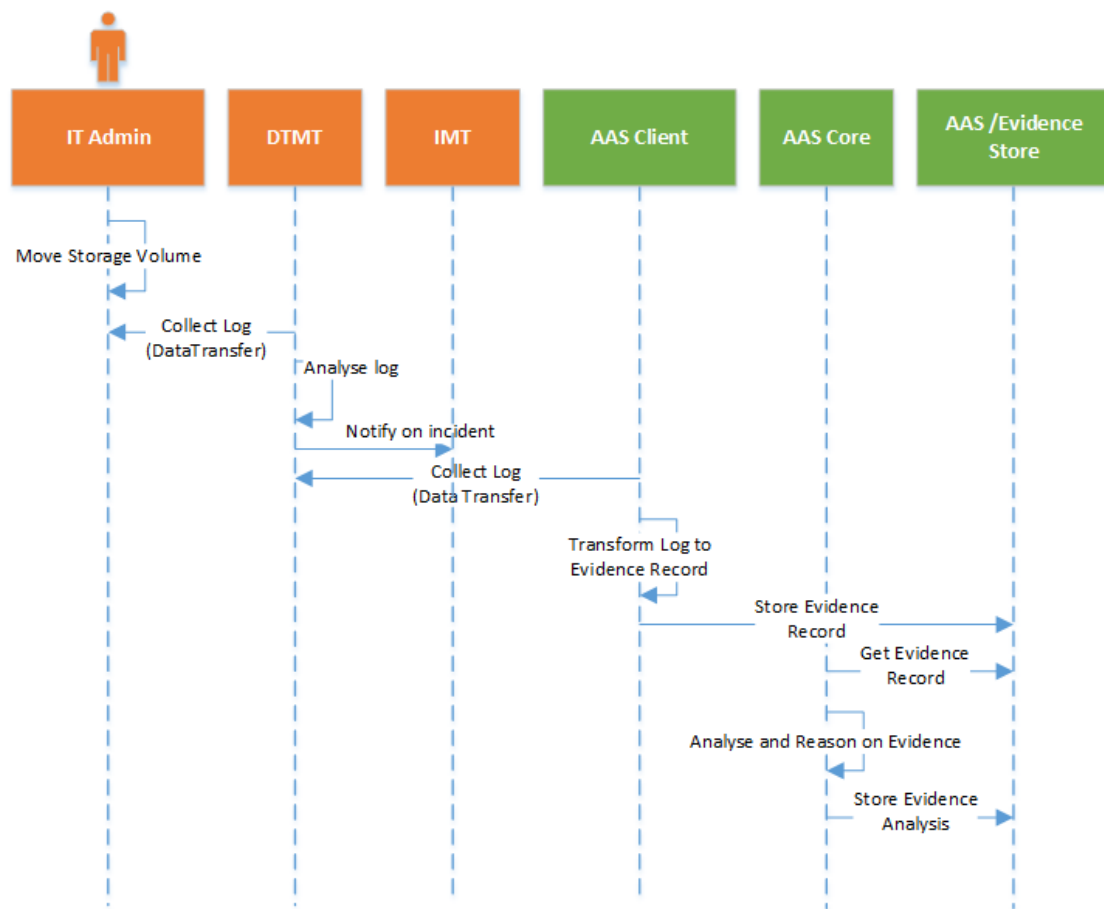 IT Admin
DTMT
IMT
AAS Client
AAS Core
AAS /Evidence
Store
Move Storage Volume
Collect Log
(DataTransfer)
Analyse log
Notify on incident
Collect Log
(Data Transfer)
Transform Log to
Evidence Record
Store Evidence
Record
Get Evidence
Record
Analyse and Reason on Evidence
Store Evidence
Analysis